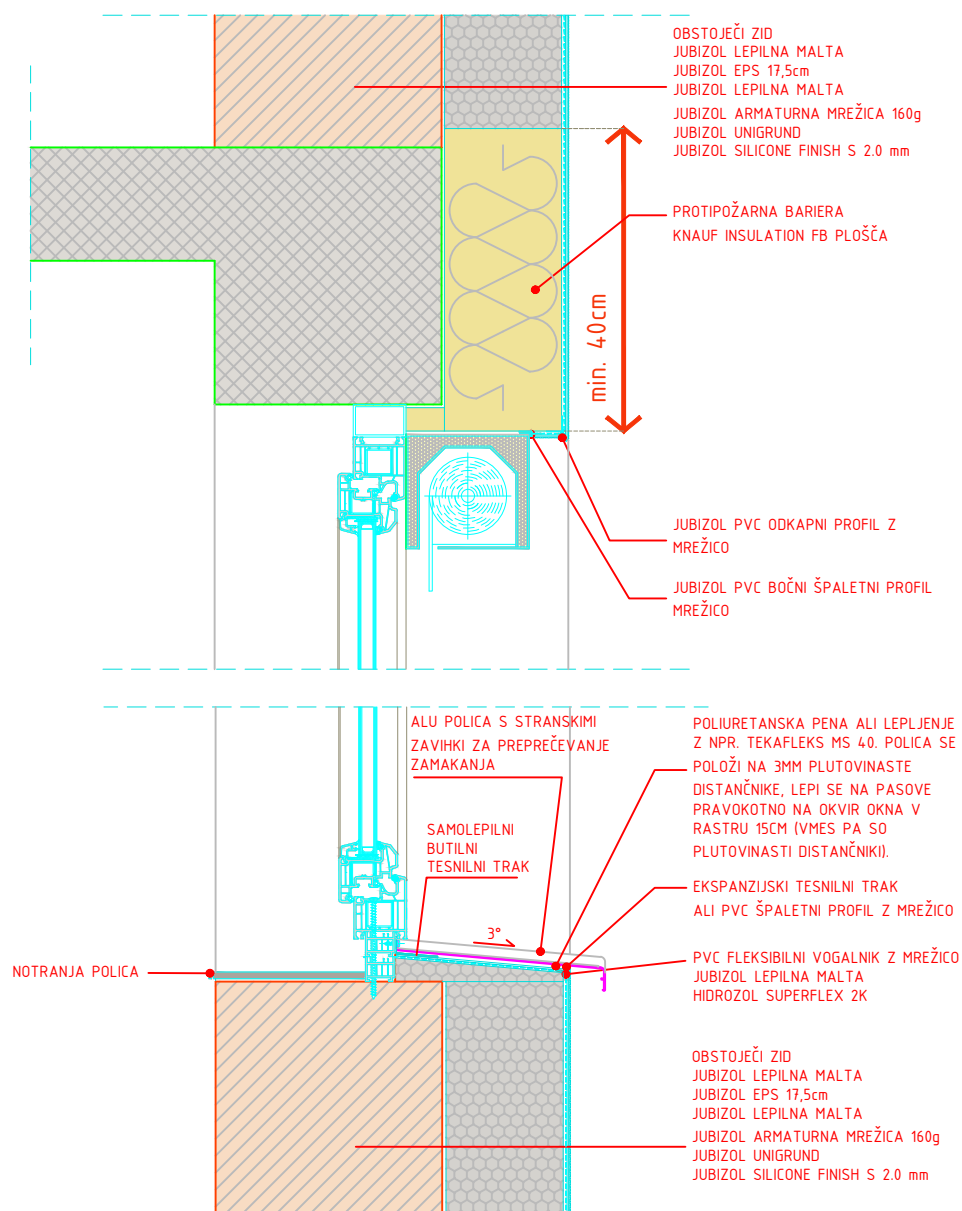 OBSTOJEČI ZID
JUBIZOL LEPILNA MALTA
JUBIZOL EPS 17,5cm
JUBIZOL LEPILNA MALTA
JUBIZOL ARMATURNA MREŽICA 160g
JUBIZOL UNIGRUND
JUBIZOL SILICONE FINISH S 2.0 mm
PROTIPOŽARNA BARIERA
KNAUF INSULATION FB PLOŠČA
min. 40cm
JUBIZOL PVC ODKAPNI PROFIL Z
MREŽICO
JUBIZOL PVC BOČNI ŠPALETNI PROFIL
MREŽICO
ALU POLICA S STRANSKIMI
ZAVIHKI ZA PREPREČEVANJE
ZAMAKANJA
POLIURETANSKA PENA ALI LEPLJENJE
Z NPR. TEKAFLEKS MS 40. POLICA SE
POLOŽI NA 3MM PLUTOVINASTE
DISTANČNIKE, LEPI SE NA PASOVE
PRAVOKOTNO NA OKVIR OKNA V
RASTRU 15CM (VMES PA SO
PLUTOVINASTI DISTANČNIKI).
SAMOLEPILNI
BUTILNI
TESNILNI TRAK
EKSPANZIJSKI TESNILNI TRAK
ALI PVC ŠPALETNI PROFIL Z MREŽICO
3°
NOTRANJA POLICA
PVC FLEKSIBILNI VOGALNIK Z MREŽICO
JUBIZOL LEPILNA MALTA
HIDROZOL SUPERFLEX 2K
OBSTOJEČI ZID
JUBIZOL LEPILNA MALTA
JUBIZOL EPS 17,5cm
JUBIZOL LEPILNA MALTA
JUBIZOL ARMATURNA MREŽICA 160g
JUBIZOL UNIGRUND
JUBIZOL SILICONE FINISH S 2.0 mm